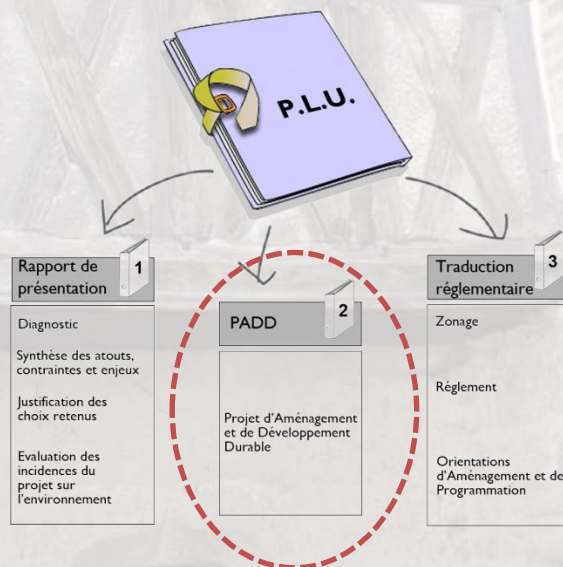 P.L.U.
Rapport de
présentation
1
Diagnostic
Synthèse des atouts,
contraintes et enjeux
Justification des
choix retenus
Evaluation des
incidences du
projet sur
l'environnement
PADD
2
Projet d'Aménagement
et de Développement
Durable
Traduction
réglementaire
3
Zonage
Réglement
Orientations
d'Aménagement et de
Programmation